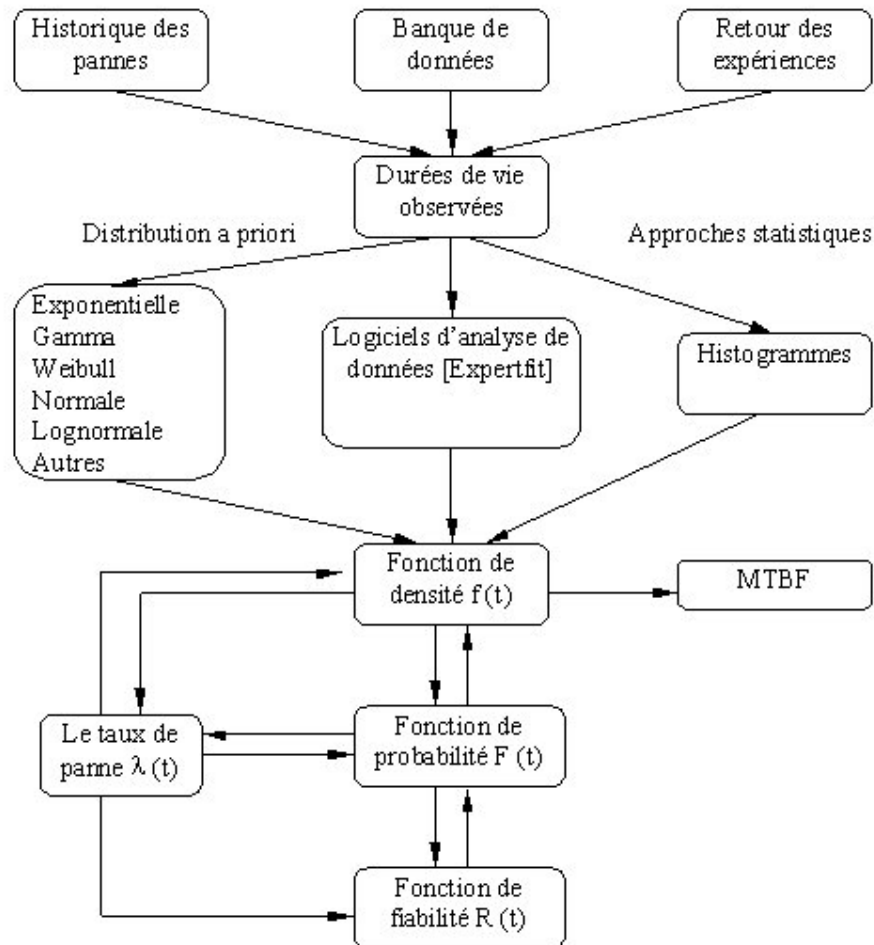 Historique des
pannes
Banque de
données
Retour des
expériences
Durées de vie
observées
Distribution a priori
Approches statistiques
Exponentielle
Gamma
Weibull
Normale
Lognormale
Autres
Logiciels d'analyse de
données [Expertfit]
Histogrammes
Fonction de
densité f (t)
MTBF
Le taux de
panne λ (t)
Fonction de
probabilité F (t)
Fonction de
fiabilité R (t)